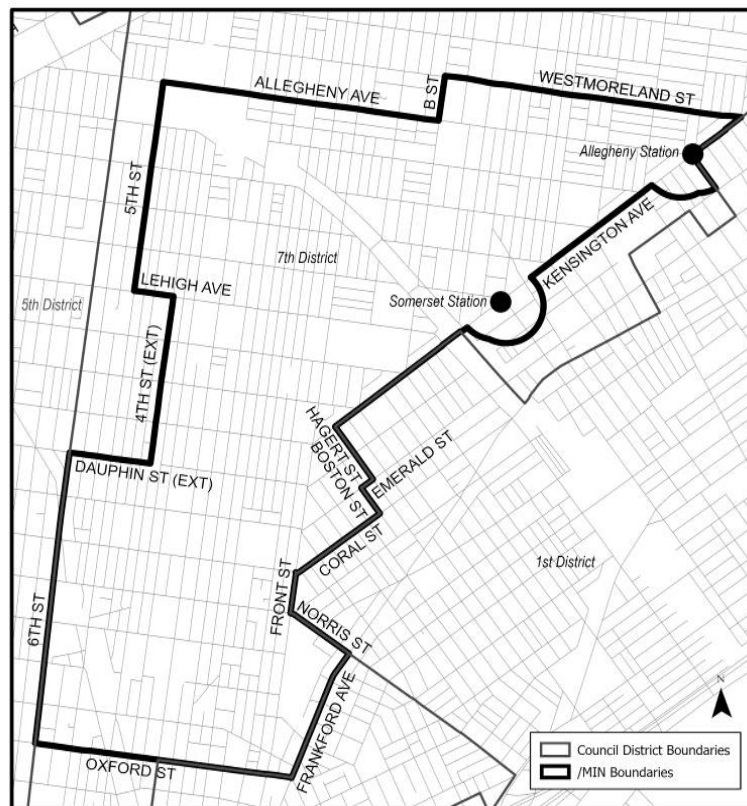 WESTMORELAND ST
ALLEGHENY AVE
B ST
Allegheny Station
5TH ST
KENSINGTON AVE
7th District
LEHIGH AVE
5th District
Somerset Station
4TH ST (EXT)
HAGERT ST
BOSTON ST
EMERALD ST
DAUPHIN ST (EXT)
CORAL ST
1st District
FRONT ST
6TH ST
NORRIS ST
FRANKFORD AVE
OXFORD ST
N
Council District Boundaries
/MIN Boundaries